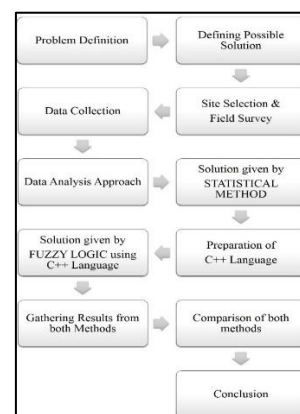 Problem Definition
Defining Possible
Solution
Site Selection &
Field Survey
Data Collection
Data Analysis Approach
Solution given by
STATISTICAL
METHOD
Preparation of
C++ Language
Solution given by
FUZZY LOGIC using
C++ Language
Gathering Results from
both Methods
Comparison of both
methods
Conclusion